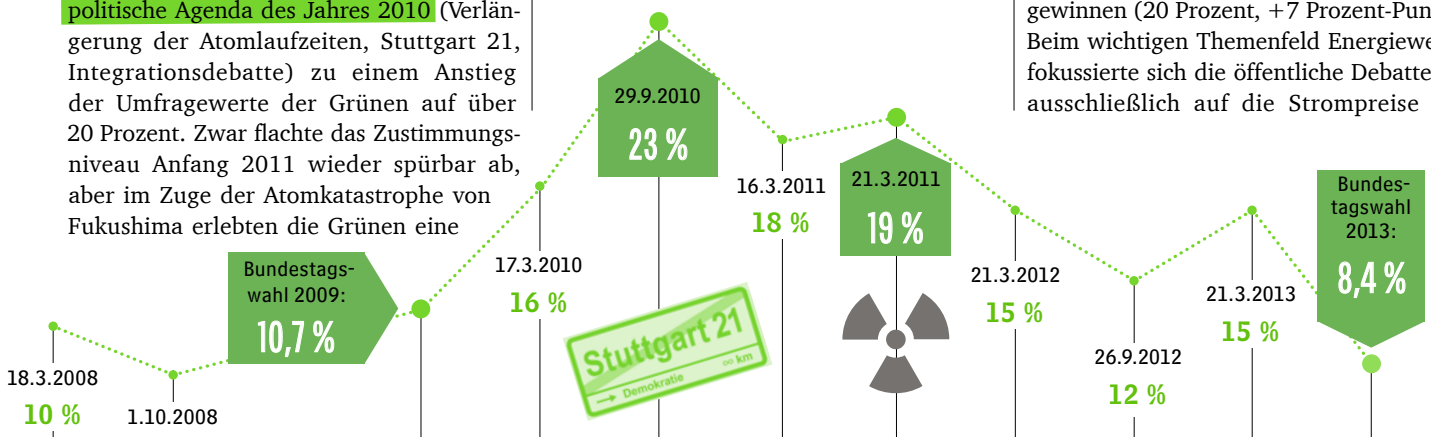 politische Agenda des Jahres 2010 (Verlän-
gerung der Atomlaufzeiten, Stuttgart 21,
Integrationsdebatte) zu einem Anstieg
der Umfragewerte der Grünen auf über
20 Prozent. Zwar flachte das Zustimmungs-
niveau Anfang 2011 wieder spürbar ab,
aber im Zuge der Atomkatastrophe von
Fukushima erlebten die Grünen eine
gewinnen (20 Prozent, +7 Prozent-Pun
Beim wichtigen Themenfeld Energiewe
fokussierte sich die öffentliche Debatte
ausschließlich auf die Strompreise
18.3.2008
10 %
1.10.2008
Bundestags-
wahl 2009:
10,7 %
17.3.2010
16 %
29.9.2010
23 %
Stuttgart 21
Demokratie
∞ km
16.3.2011
18 %
21.3.2011
19 %
21.3.2012
15 %
26.9.2012
12 %
21.3.2013
15 %
Bundes-
tagswahl
2013:
8,4 %